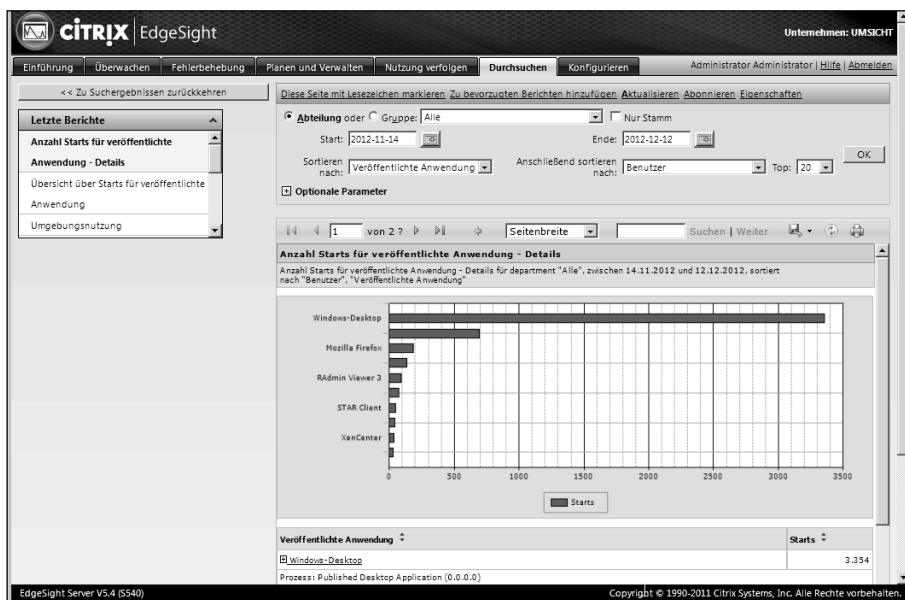 CITRIX EdgeSight
Unternehmen: UMSICHT
Einführung Überwachen Fehlerbehebung Planen und Verwalten Nutzung verfolgen Durchsuchen Konfigurieren Administrator Administrator | Hilfe | Abmelden
<< Zu Suchergebnissen zurückkehren
Letzte Berichte
Anzahl Starts für veröffentlichte
Anwendung - Details
Übersicht über Starts für veröffentlichte
Anwendung
Umgebungsnutzung
Diese Seite mit Lesezeichen markieren Zu bevorzugten Berichten hinzufügen Aktualisieren Abonnieren Eigenschaften
Abteilung oder Gruppe: Alle Nur Stamm
Start: 2012-11-14 Ende: 2012-12-12
OK
Sortieren nach: Veröffentlichte Anwendung Anschließend sortieren nach: Benutzer Top: 20
Optionale Parameter
1 von 2 ? Seitenbreite Suchen | Weiter
Anzahl Starts für veröffentlichte Anwendung - Details
Anzahl Starts für veröffentlichte Anwendung - Details für department "Alle", zwischen 14.11.2012 und 12.12.2012, sortiert
nach "Benutzer", "Veröffentlichte Anwendung"
Windows-Desktop
Mozilla Firefox
RAdmin Viewer 3
STAR Client
XenCenter
0 500 1000 1500 2000 2500 3000 3500
Starts
Veröffentlichte Anwendung Starts
Windows-Desktop 3.354
Prozess: Published Desktop Application (0.0.0.0)
EdgeSight Server V5.4 (S540) Copyright © 1990-2011 Citrix Systems, Inc. Alle Rechte vorbehalten.